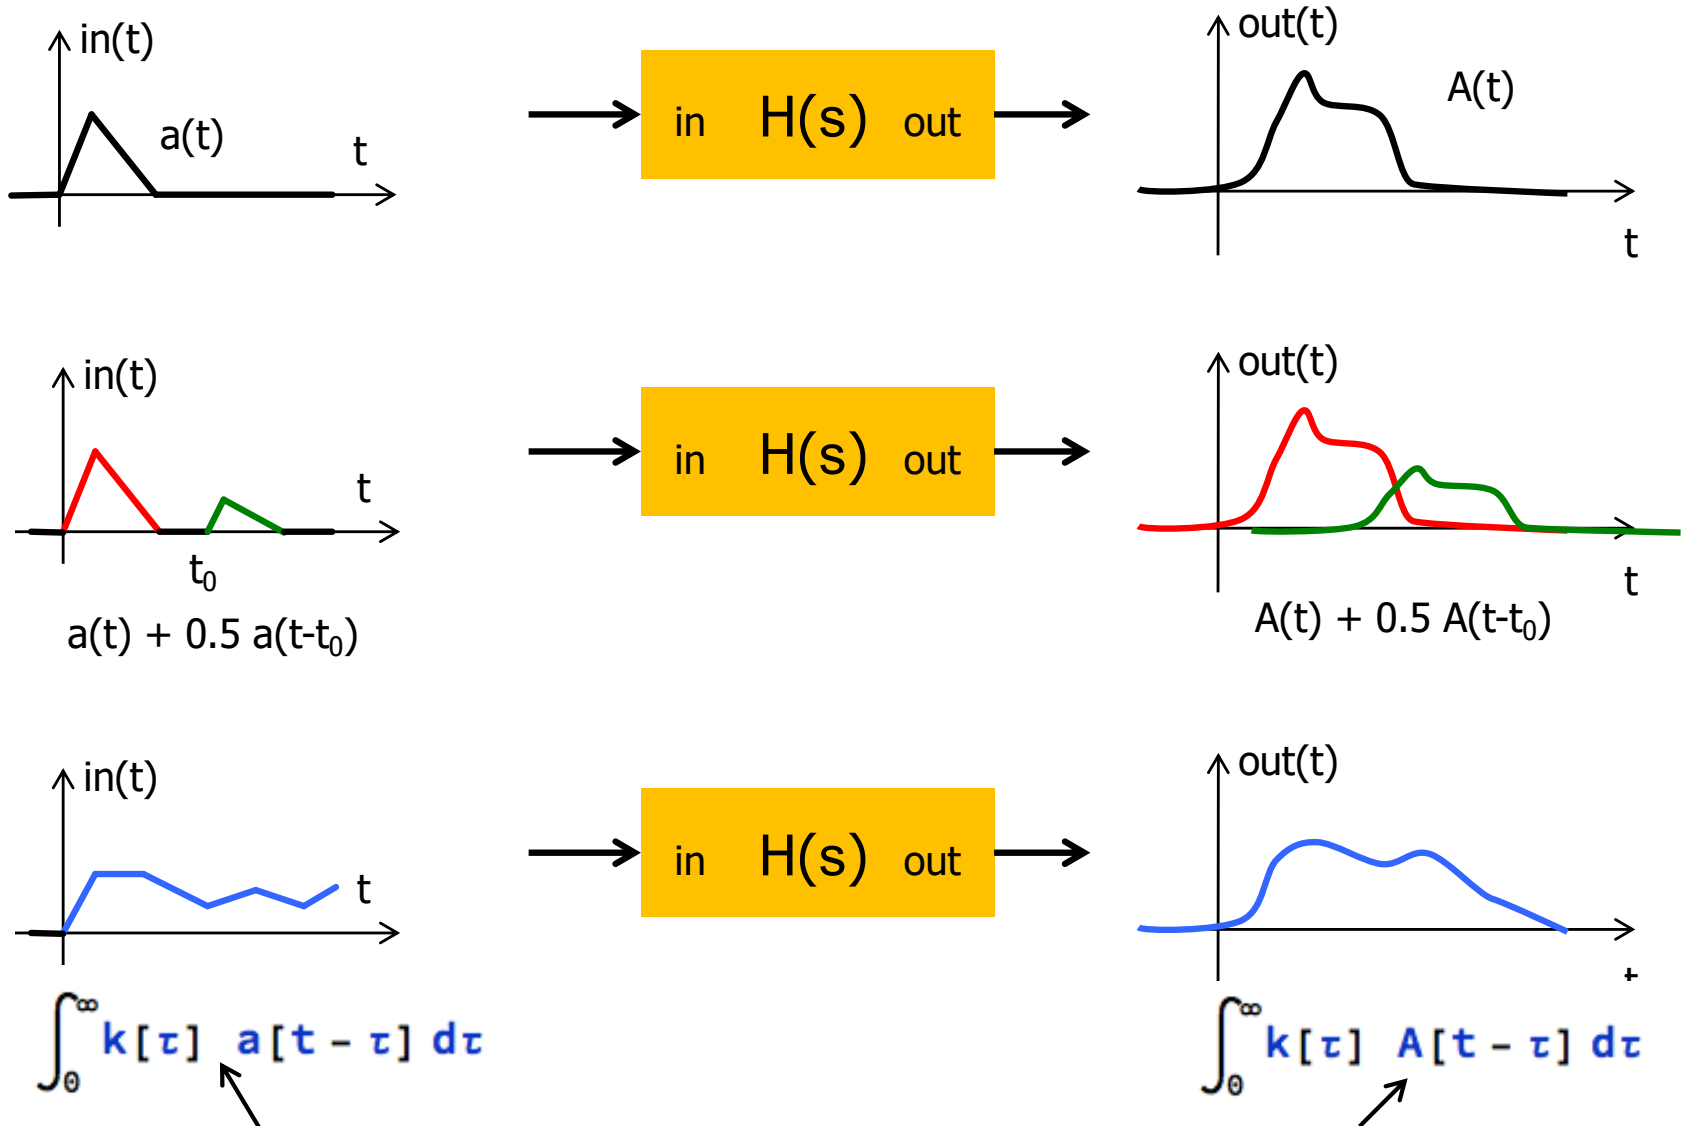 in(t)
a(t)
t
in H(s) out
out(t)
A(t)
t
in(t)
t
t₀
a(t) + 0.5 a(t-t₀)
in H(s) out
out(t)
t
A(t) + 0.5 A(t-t₀)
in(t)
t
in H(s) out
out(t)
t
∫₀^∞ k[τ] a[t - τ] dτ
∫₀^∞ k[τ] A[t - τ] dτ